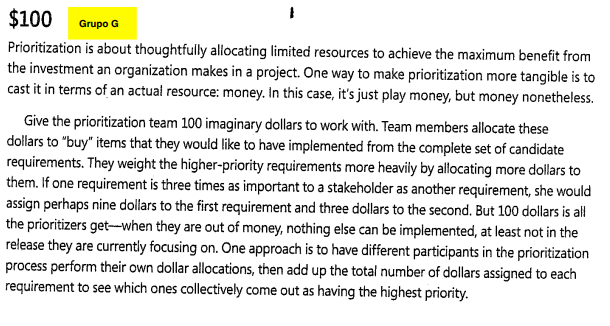 $100 Grupo G
Prioritization is about thoughtfully allocating limited resources to achieve the maximum benefit from
the investment an organization makes in a project. One way to make prioritization more tangible is to
cast it in terms of an actual resource: money. In this case, it's just play money, but money nonetheless.
Give the prioritization team 100 imaginary dollars to work with. Team members allocate these
dollars to "buy" items that they would like to have implemented from the complete set of candidate
requirements. They weight the higher-priority requirements more heavily by allocating more dollars to
them. If one requirement is three times as important to a stakeholder as another requirement, she would
assign perhaps nine dollars to the first requirement and three dollars to the second. But 100 dollars is all
the prioritizers get—when they are out of money, nothing else can be implemented, at least not in the
release they are currently focusing on. One approach is to have different participants in the prioritization
process perform their own dollar allocations, then add up the total number of dollars assigned to each
requirement to see which ones collectively come out as having the highest priority.